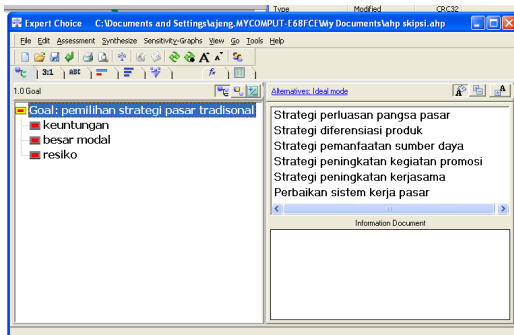 Type Modified CRC32
Expert Choice C:\Documents and Settings\ajeng.MYCOMPUT-E68FCE\My Documents\ahp skipsi.ahp
File Edit Assessment Synthesize Sensitivity-Graphs View Go Tools Help
3:1 ABC
1.0 Goal
Alternatives: Ideal mode
Goal: pemilihan strategi pasar tradisonal
keuntungan
besar modal
resiko
Strategi perluasan pangsa pasar
Strategi diferensiasi produk
Strategi pemanfaatan sumber daya
Strategi peningkatan kegiatan promosi
Strategi peningkatan kerjasama
Perbaikan sistem kerja pasar
Information Document